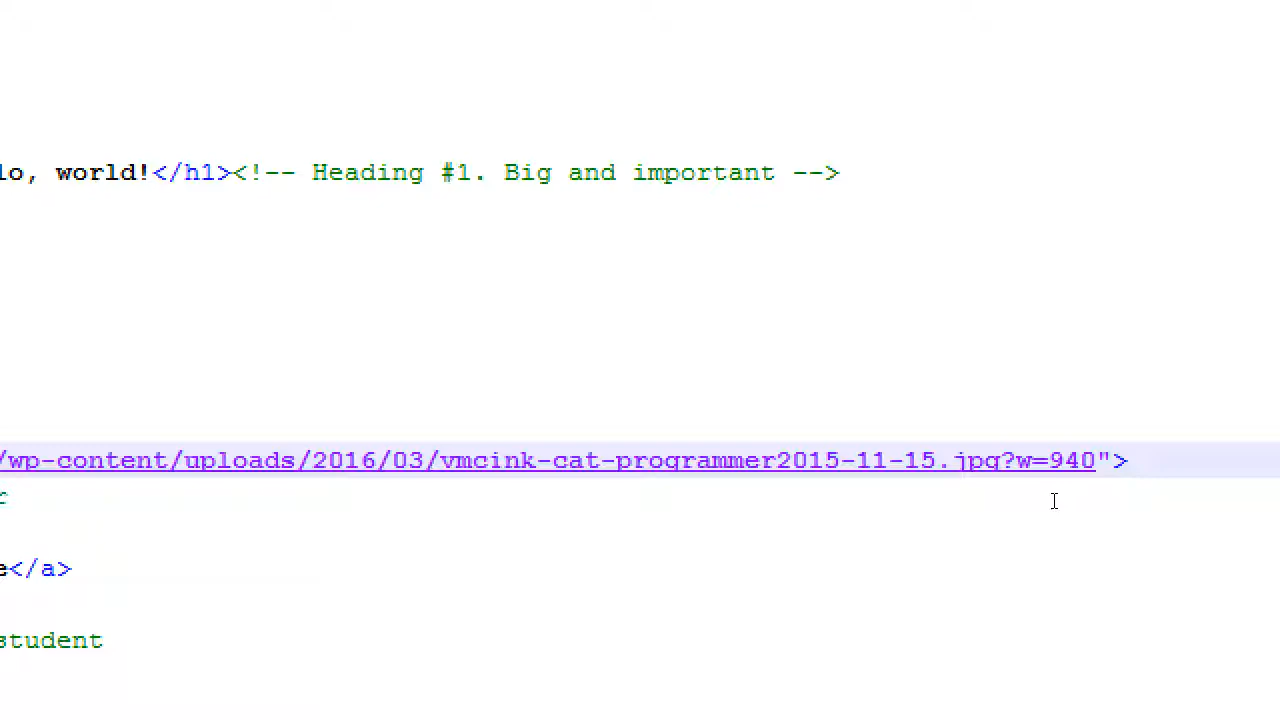 lo, world!</h1><!-- Heading #1. Big and important -->
/wp-content/uploads/2016/03/vmcink-cat-programmer2015-11-15.jpg?w=940">
r
e</a>
student